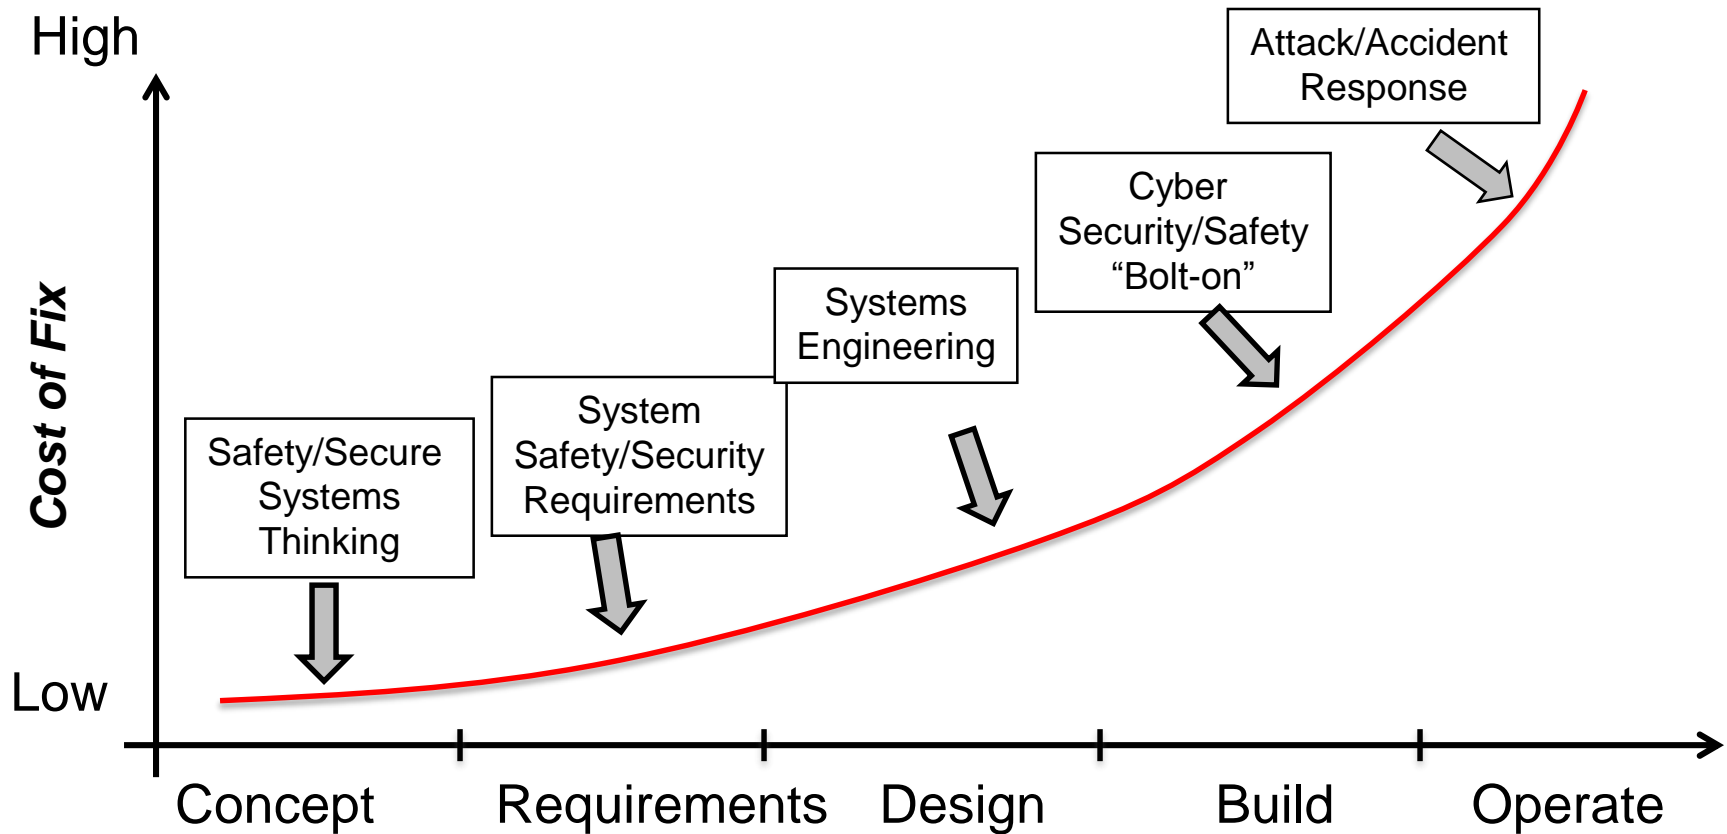 High
Attack/Accident
Response
Cyber
Security/Safety
“Bolt-on”
Systems
Engineering
System
Safety/Security
Requirements
Safety/Secure
Systems
Thinking
Cost of Fix
Low
Concept
Requirements
Design
Build
Operate